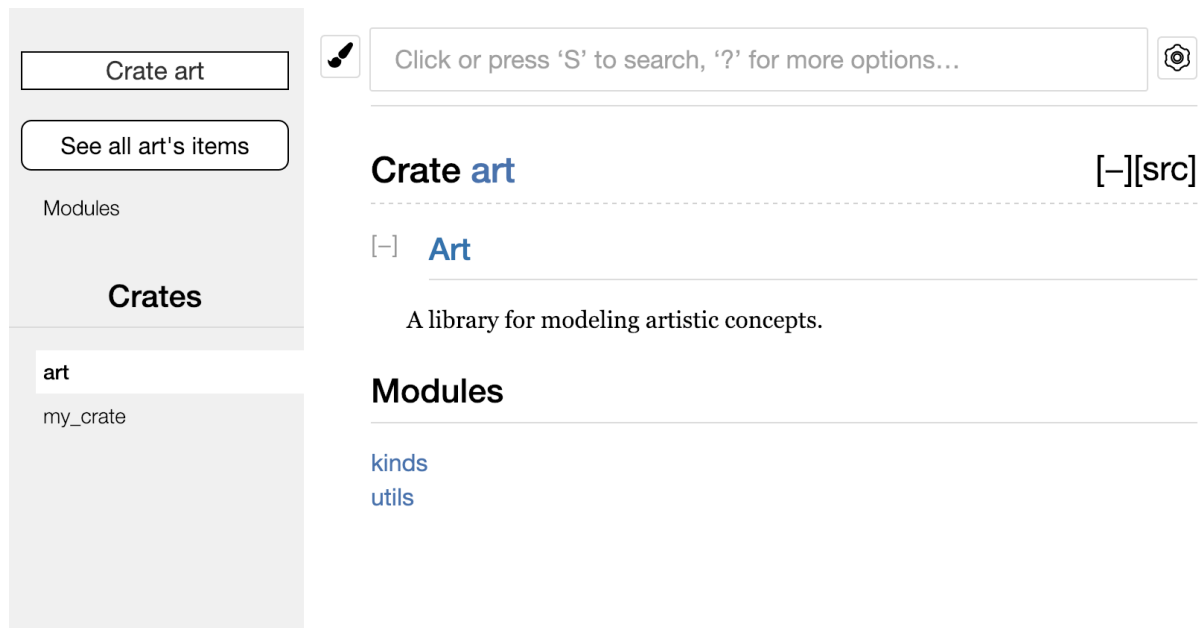 Crate art
See all art's items
Modules
Crates
art
my_crate
Click or press ‘S’ to search, ‘?’ for more options…
Crate art
[−][src]
[−]
Art
A library for modeling artistic concepts.
Modules
kinds
utils